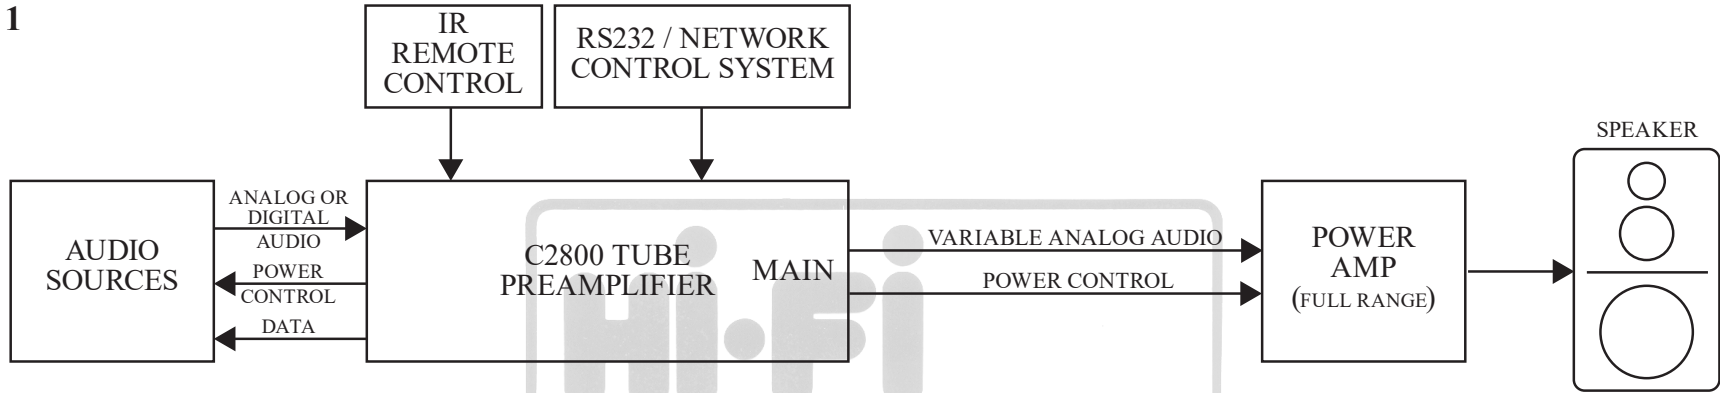 1
IR
REMOTE
CONTROL
RS232 / NETWORK
CONTROL SYSTEM
SPEAKER
AUDIO
SOURCES
ANALOG OR
DIGITAL
AUDIO
POWER
CONTROL
DATA
C2800 TUBE
PREAMPLIFIER
MAIN
VARIABLE ANALOG AUDIO
POWER CONTROL
POWER
AMP
(FULL RANGE)
Hi-Fi